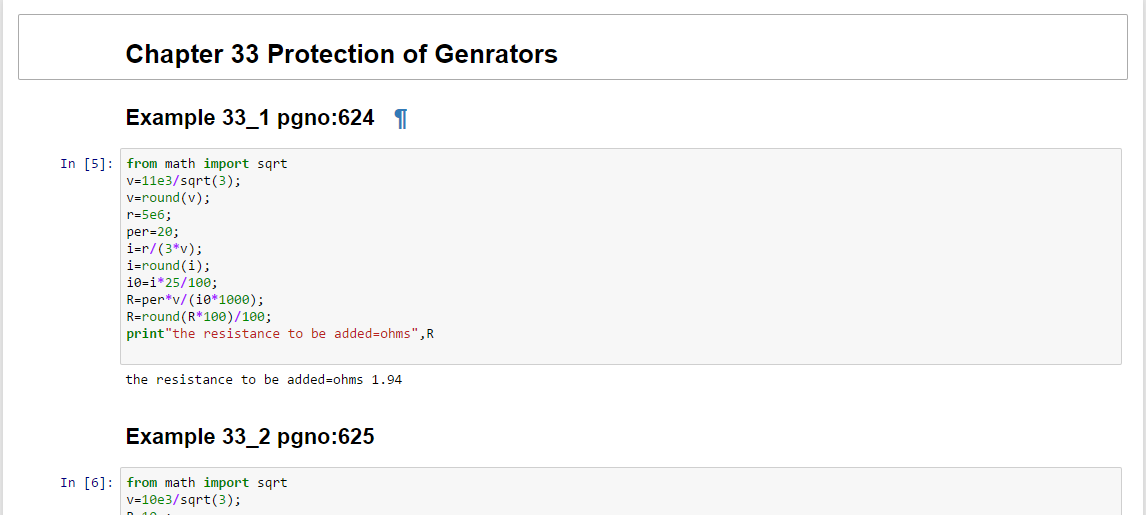 Chapter 33 Protection of Genrators
Example 33_1 pgno:624 ¶
In [5]:
from math import sqrt
v=11e3/sqrt(3);
v=round(v);
r=5e6;
per=20;
i=r/(3*v);
i=round(i);
i0=i*25/100;
R=per*v/(i0*1000);
R=round(R*100)/100;
print"the resistance to be added=ohms",R
the resistance to be added=ohms 1.94
Example 33_2 pgno:625
In [6]:
from math import sqrt
v=10e3/sqrt(3);